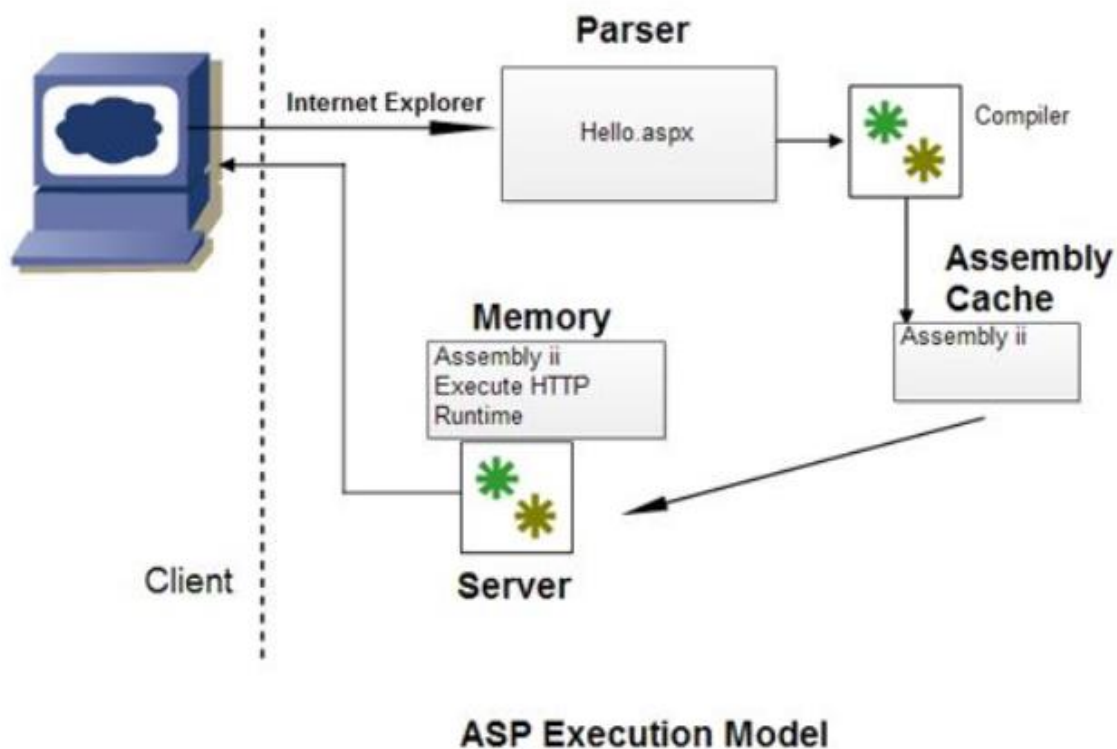 Parser
Internet Explorer
Hello.aspx
Compiler
Assembly
Cache
Assembly ii
Memory
Assembly ii
Execute HTTP
Runtime
Client
Server
ASP Execution Model